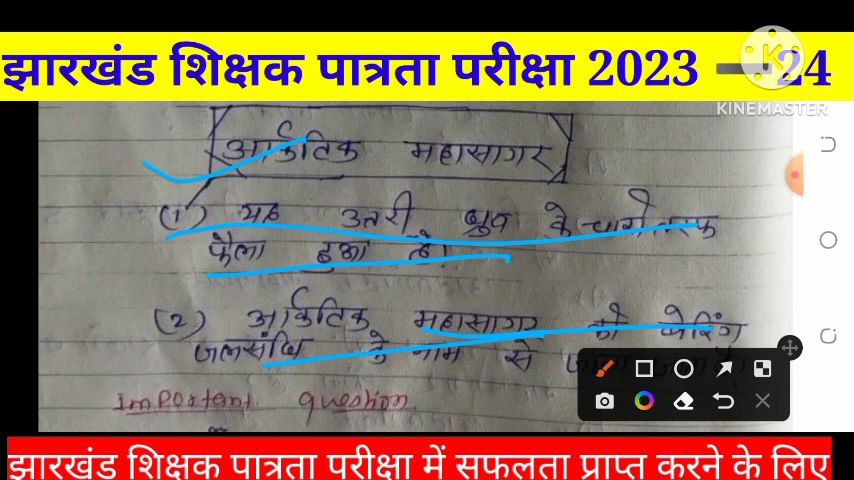 झारखंड शिक्षक पात्रता परीक्षा 2023 — 24
KINEMASTER
आर्कटिक महासागर
(1) यह उत्तरी ध्रुव के चारो तरफ
फैला हुआ है।
(2) आर्कटिक महासागर को बेरिंग
जलसंधि के नाम से
Important question
झारखंड शिक्षक पात्रता परीक्षा में सफलता प्राप्त करने के लिए